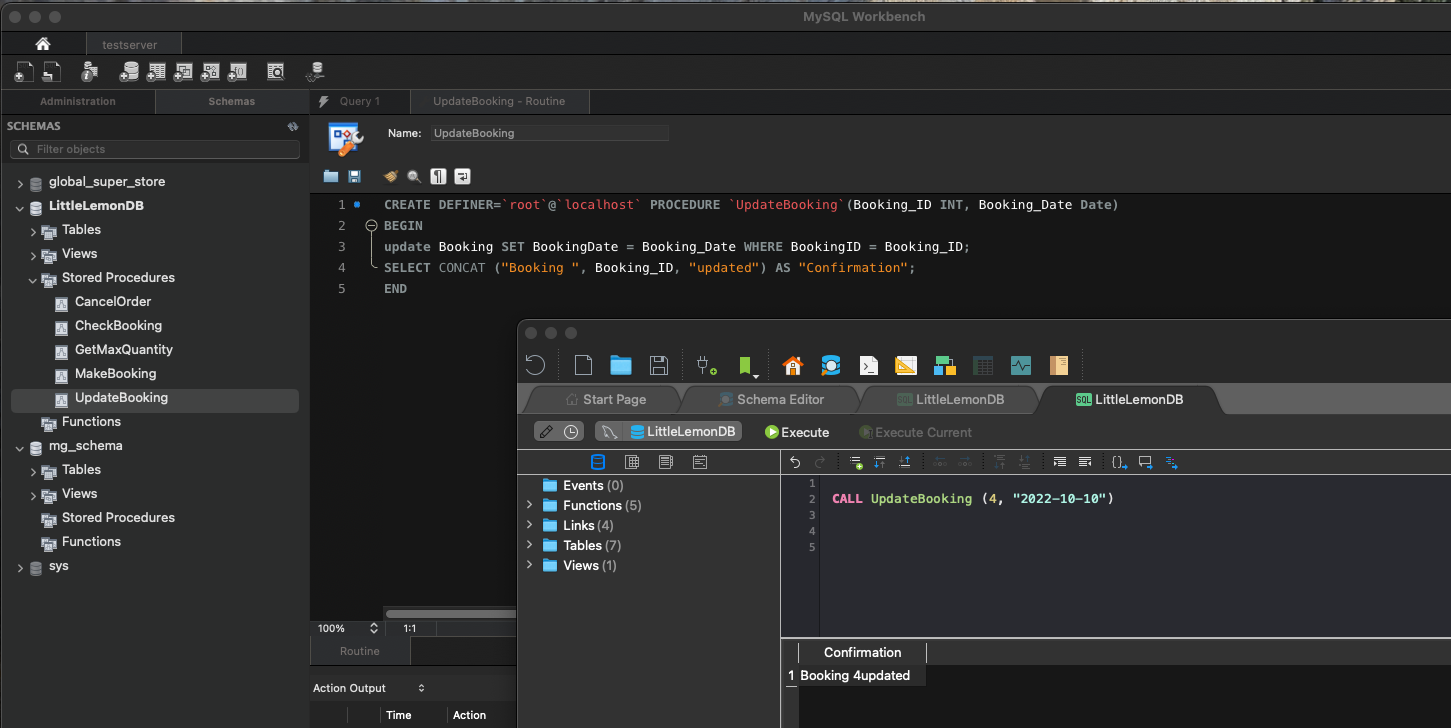 MySQL Workbench
testserver
Administration
Schemas
Query 1
UpdateBooking - Routine
SCHEMAS
Filter objects
global_super_store
LittleLemonDB
Tables
Views
Stored Procedures
CancelOrder
CheckBooking
GetMaxQuantity
MakeBooking
UpdateBooking
Functions
mg_schema
Tables
Views
Stored Procedures
Functions
sys
Name: UpdateBooking
1 CREATE DEFINER=`root`@`localhost` PROCEDURE `UpdateBooking`(Booking_ID INT, Booking_Date Date)
2 BEGIN
3 update Booking SET BookingDate = Booking_Date WHERE BookingID = Booking_ID;
4 SELECT CONCAT ("Booking ", Booking_ID, "updated") AS "Confirmation";
5 END
100% 1:1
Routine
Action Output
Time Action
Start Page
Schema Editor
SQL LittleLemonDB
SQL LittleLemonDB
LittleLemonDB Execute Execute Current
Events (0)
Functions (5)
Links (4)
Tables (7)
Views (1)
1
2 CALL UpdateBooking (4, "2022-10-10")
3
4
5
Confirmation
1 Booking 4updated